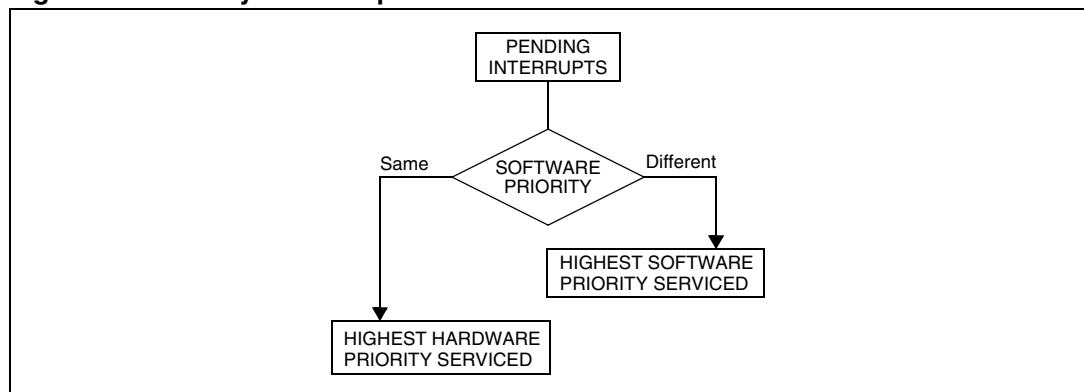 PENDING
INTERRUPTS
Same
SOFTWARE
PRIORITY
Different
HIGHEST SOFTWARE
PRIORITY SERVICED
HIGHEST HARDWARE
PRIORITY SERVICED